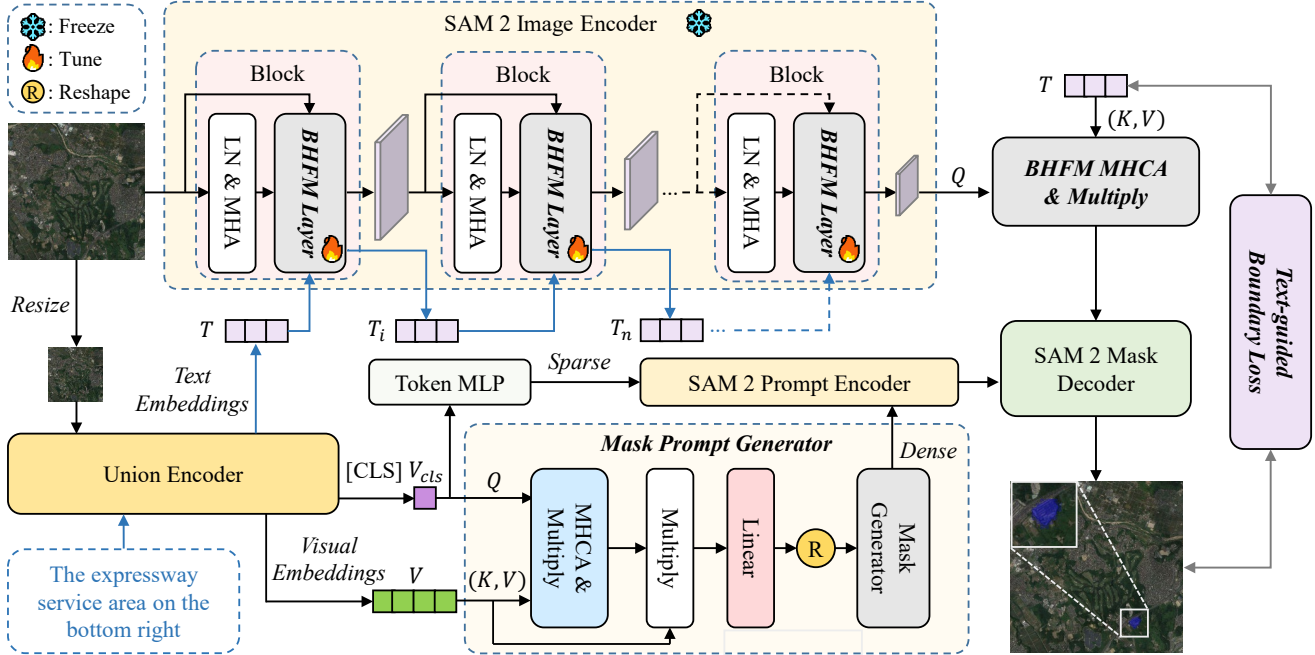 : Freeze
: Tune
R : Reshape
SAM 2 Image Encoder
Block
LN & MHA
BHFM Layer
Block
LN & MHA
BHFM Layer
...
Block
LN & MHA
BHFM Layer
Q
T
(K, V)
BHFM MHCA
& Multiply
Text-guided
Boundary Loss
Resize
T
T_i
T_n
...
Text
Embeddings
Token MLP
Sparse
SAM 2 Prompt Encoder
SAM 2 Mask
Decoder
Union Encoder
[CLS] V_cls
Mask Prompt Generator
Dense
Q
MHCA &
Multiply
Multiply
Linear
R
Mask
Generator
Visual
Embeddings
V
(K, V)
The expressway
service area on the
bottom right